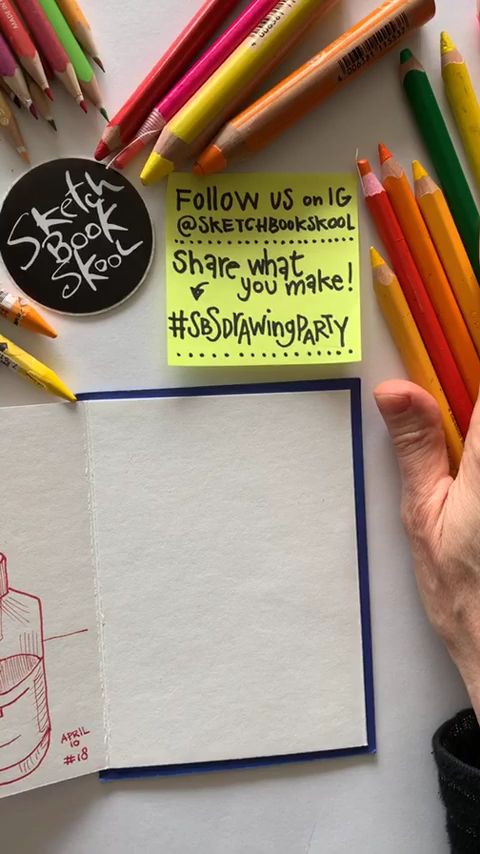 Sketch
Book
Skool
Follow us on IG
@SKETCHBOOKSKOOL
Share what
you make!
#SBSDRAWINGPARTY
APRIL
10
#18